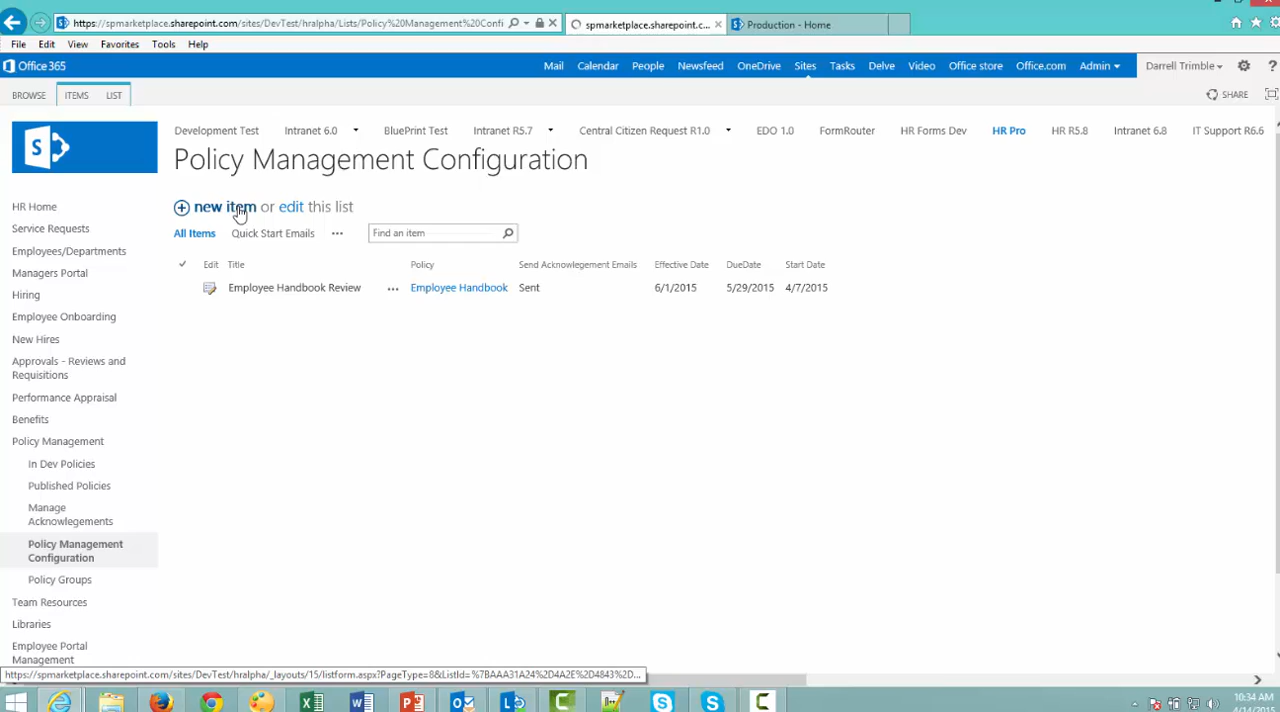 https://spmarketplace.sharepoint.com/sites/DevTest/hralpha/Lists/Policy%20Management%20Confi
spmarketplace.sharepoint.c...
Production - Home
File Edit View Favorites Tools Help
Office 365
Mail Calendar People Newsfeed OneDrive Sites Tasks Delve Video Office store Office.com Admin
Darrell Trimble
?
BROWSE ITEMS LIST
SHARE
Development Test Intranet 6.0 BluePrint Test Intranet R5.7 Central Citizen Request R1.0 EDO 1.0 FormRouter HR Forms Dev HR Pro HR R5.8 Intranet 6.8 IT Support R6.6
S
Policy Management Configuration
new item or edit this list
All Items Quick Start Emails ... Find an item
Edit Title Policy Send Acknowlegement Emails Effective Date DueDate Start Date
Employee Handbook Review ... Employee Handbook Sent 6/1/2015 5/29/2015 4/7/2015
HR Home
Service Requests
Employees/Departments
Managers Portal
Hiring
Employee Onboarding
New Hires
Approvals - Reviews and
Requisitions
Performance Appraisal
Benefits
Policy Management
In Dev Policies
Published Policies
Manage
Acknowlegements
Policy Management
Configuration
Policy Groups
Team Resources
Libraries
Employee Portal
Management
https://spmarketplace.sharepoint.com/sites/DevTest/hralpha/_layouts/15/listform.aspx?PageType=8&ListId=%7BAAA31A24%2D4A2E%2D4843%2D...
10:34 AM
4/14/2015